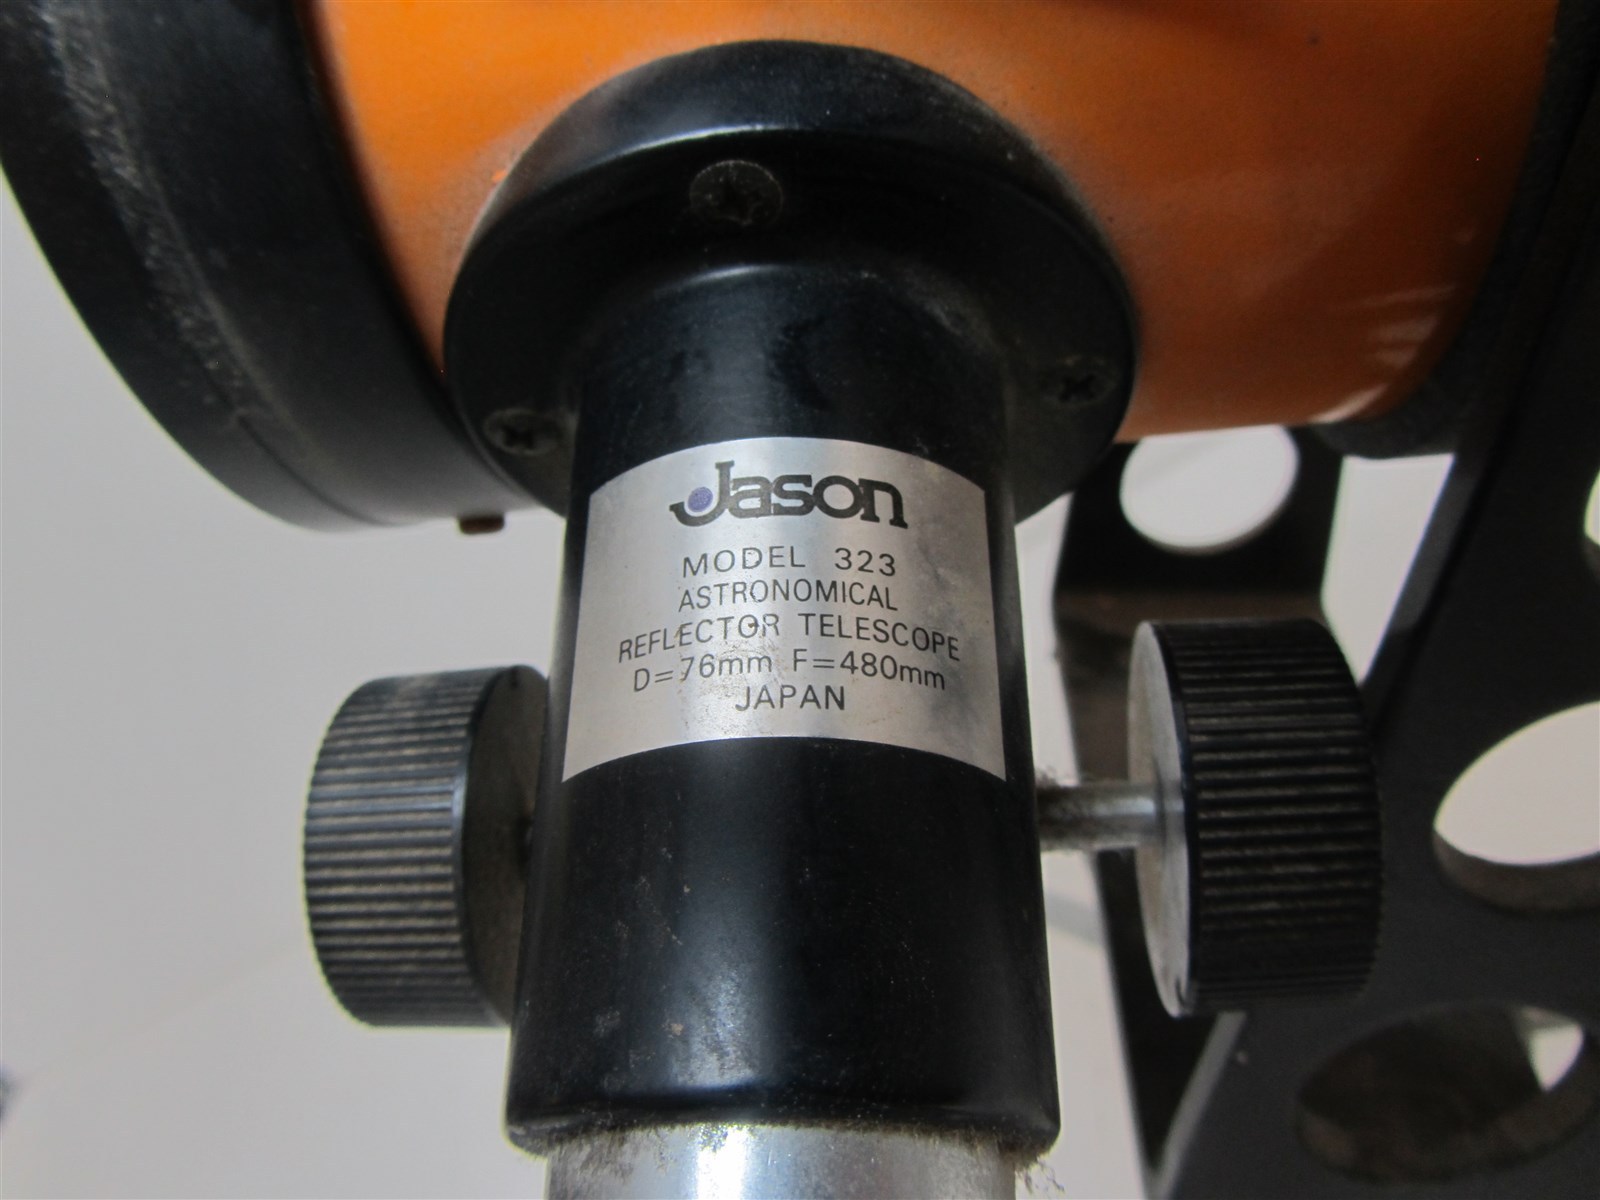 Jason
MODEL 323
ASTRONOMICAL
REFLECTOR TELESCOPE
D=76mm F=480mm
JAPAN